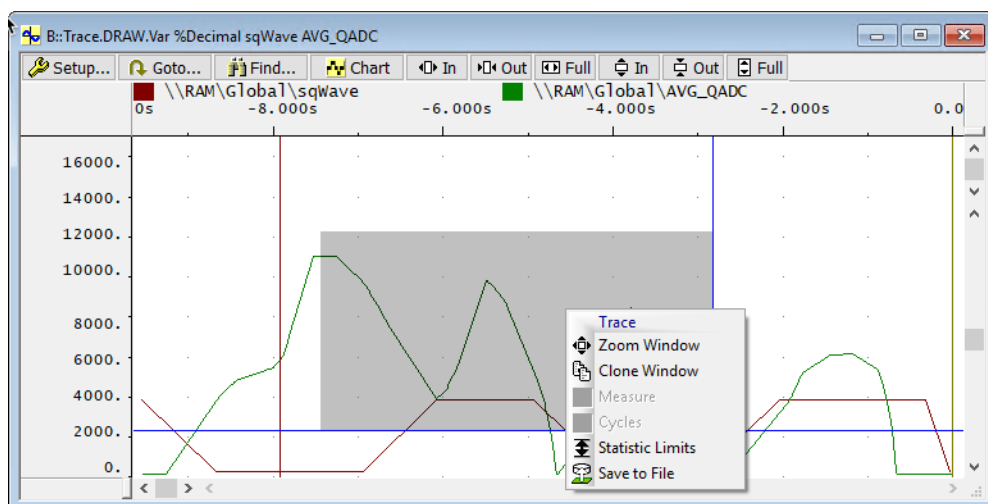 B::Trace.DRAW.Var %Decimal sqWave AVG_QADC
Setup... Goto... Find... Chart In Out Full In Out Full
\\RAM\Global\sqWave \\RAM\Global\AVG_QADC
0s -8.000s -6.000s -4.000s -2.000s 0.0
16000.
14000.
12000.
10000.
8000.
6000.
4000.
2000.
0.
Trace
Zoom Window
Clone Window
Measure
Cycles
Statistic Limits
Save to File